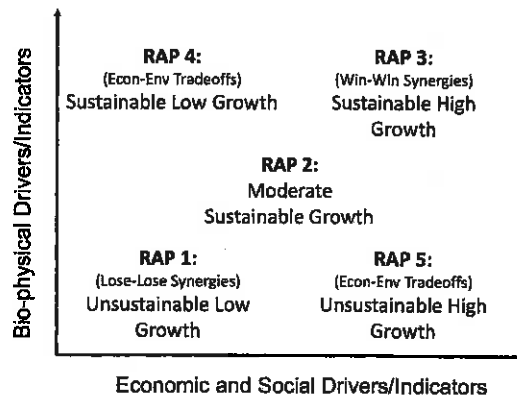 Bio-physical Drivers/Indicators
RAP 4:
(Econ-Env Tradeoffs)
Sustainable Low Growth
RAP 3:
(Win-Win Synergies)
Sustainable High
Growth
RAP 2:
Moderate
Sustainable Growth
RAP 1:
(Lose-Lose Synergies)
Unsustainable Low
Growth
RAP 5:
(Econ-Env Tradeoffs)
Unsustainable High
Growth
Economic and Social Drivers/Indicators